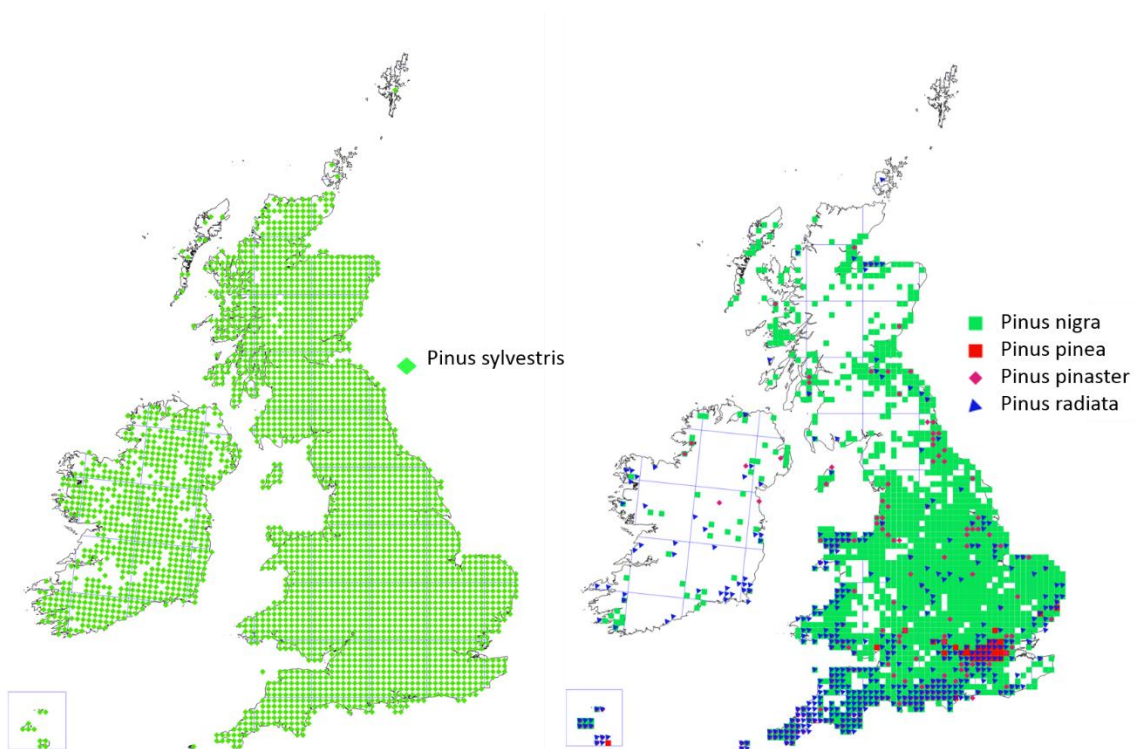 Pinus sylvestris
Pinus nigra
Pinus pinea
Pinus pinaster
Pinus radiata